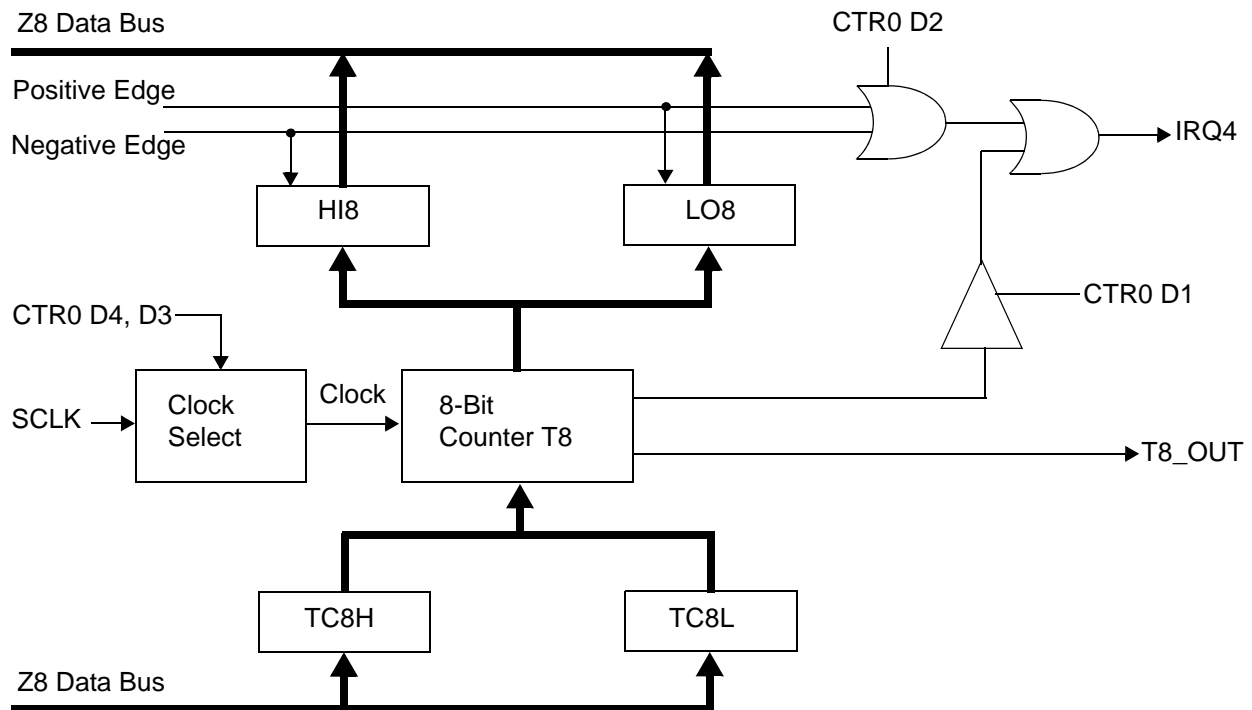 Z8 Data Bus
CTR0 D2
Positive Edge
Negative Edge
IRQ4
HI8
LO8
CTR0 D4, D3
CTR0 D1
SCLK
Clock
Select
Clock
8-Bit
Counter T8
T8_OUT
TC8H
TC8L
Z8 Data Bus